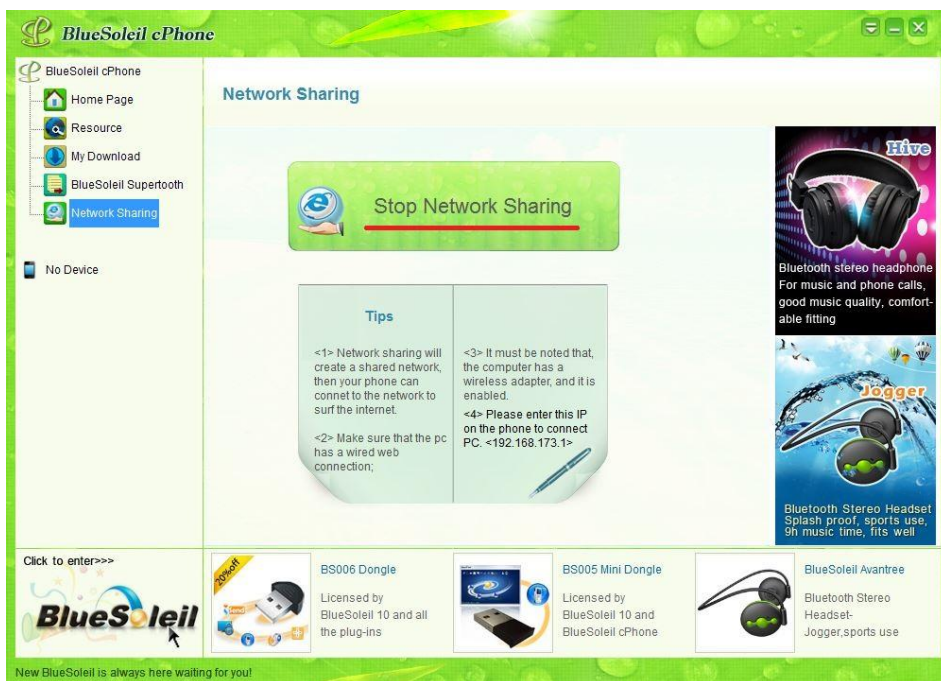 BlueSoleil cPhone
BlueSoleil cPhone
Home Page
Resource
My Download
BlueSoleil Supertooth
Network Sharing
No Device
Network Sharing
Stop Network Sharing
Tips
<1> Network sharing will
create a shared network,
then your phone can
connet to the network to
surf the internet.
<2> Make sure that the pc
has a wired web
connection;
<3> It must be noted that,
the computer has a
wireless adapter, and it is
enabled.
<4> Please enter this IP
on the phone to connect
PC. <192.168.173.1>
Hive
Bluetooth stereo headphone
For music and phone calls,
good music quality, comfort-
able fitting
Jogger
Bluetooth Stereo Headset
Splash proof, sports use,
9h music time, fits well
Click to enter>>>
BlueSoleil
20%off
BS006 Dongle
Licensed by
BlueSoleil 10 and all
the plug-ins
BS005 Mini Dongle
Licensed by
BlueSoleil 10 and
BlueSoleil cPhone
BlueSoleil Avantree
Bluetooth Stereo
Headset-
Jogger,sports use
New BlueSoleil is always here waiting for you!